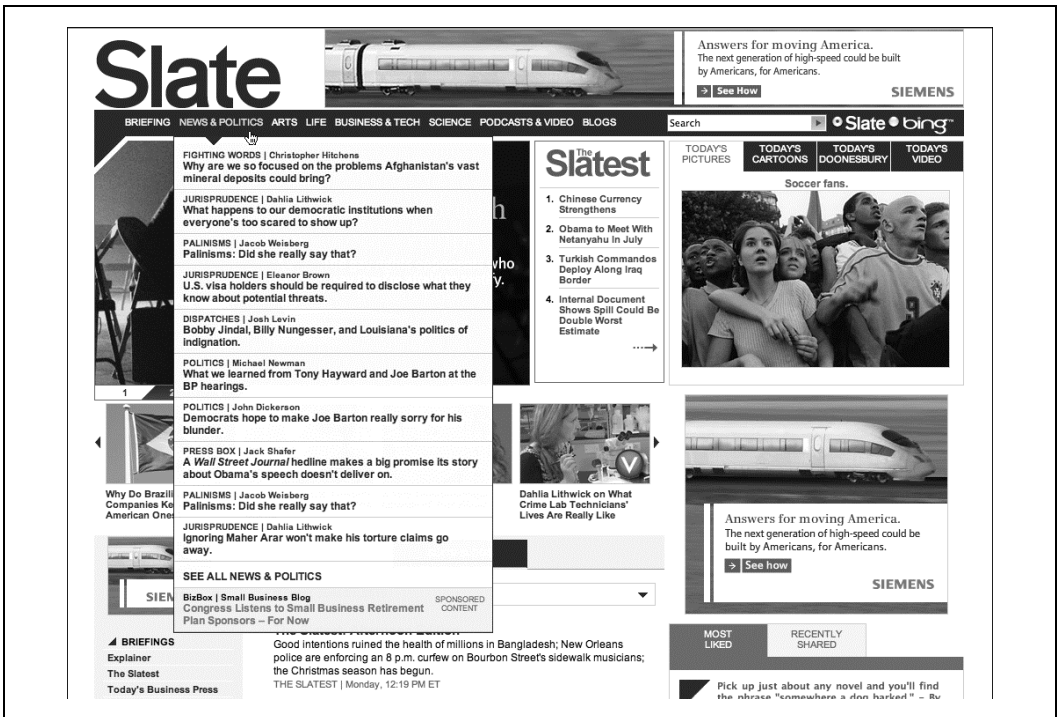 Slate
Answers for moving America.
The next generation of high-speed could be built
by Americans, for Americans.
See How
SIEMENS
BRIEFING NEWS & POLITICS ARTS LIFE BUSINESS & TECH SCIENCE PODCASTS & VIDEO BLOGS
Search
Slate bing™
FIGHTING WORDS | Christopher Hitchens
Why are we so focused on the problems Afghanistan's vast
mineral deposits could bring?
JURISPRUDENCE | Dahlia Lithwick
What happens to our democratic institutions when
everyone's too scared to show up?
PALINISMS | Jacob Weisberg
Palinisms: Did she really say that?
JURISPRUDENCE | Eleanor Brown
U.S. visa holders should be required to disclose what they
know about potential threats.
DISPATCHES | Josh Levin
Bobby Jindal, Billy Nungesser, and Louisiana's politics of
indignation.
POLITICS | Michael Newman
What we learned from Tony Hayward and Joe Barton at the
BP hearings.
POLITICS | John Dickerson
Democrats hope to make Joe Barton really sorry for his
blunder.
PRESS BOX | Jack Shafer
A Wall Street Journal hedline makes a big promise its story
about Obama's speech doesn't deliver on.
PALINISMS | Jacob Weisberg
Palinisms: Did she really say that?
JURISPRUDENCE | Dahlia Lithwick
Ignoring Maher Arar won't make his torture claims go
away.
SEE ALL NEWS & POLITICS
BizBox | Small Business Blog
Congress Listens to Small Business Retirement
Plan Sponsors – For Now
SPONSORED
CONTENT
h
who
fy.
1
The Slatest
1. Chinese Currency
Strengthens
2. Obama to Meet With
Netanyahu In July
3. Turkish Commandos
Deploy Along Iraq
Border
4. Internal Document
Shows Spill Could Be
Double Worst
Estimate
TODAY'S
PICTURES
TODAY'S
CARTOONS
TODAY'S
DOONESBURY
TODAY'S
VIDEO
Soccer fans.
9
Why Do Brazili
Companies Ke
American One
Dahlia Lithwick on What
Crime Lab Technicians'
Lives Are Really Like
Answers for moving America.
The next generation of high-speed could be
built by Americans, for Americans.
See how
SIEMENS
SIEM
BRIEFINGS
Explainer
The Slatest
Today's Business Press
The Slatest: Afternoon Edition
Good intentions ruined the health of millions in Bangladesh; New Orleans
police are enforcing an 8 p.m. curfew on Bourbon Street's sidewalk musicians;
the Christmas season has begun.
THE SLATEST | Monday, 12:19 PM ET
MOST
LIKED
RECENTLY
SHARED
Pick up just about any novel and you'll find
the phrase "somewhere a dog barked." – By